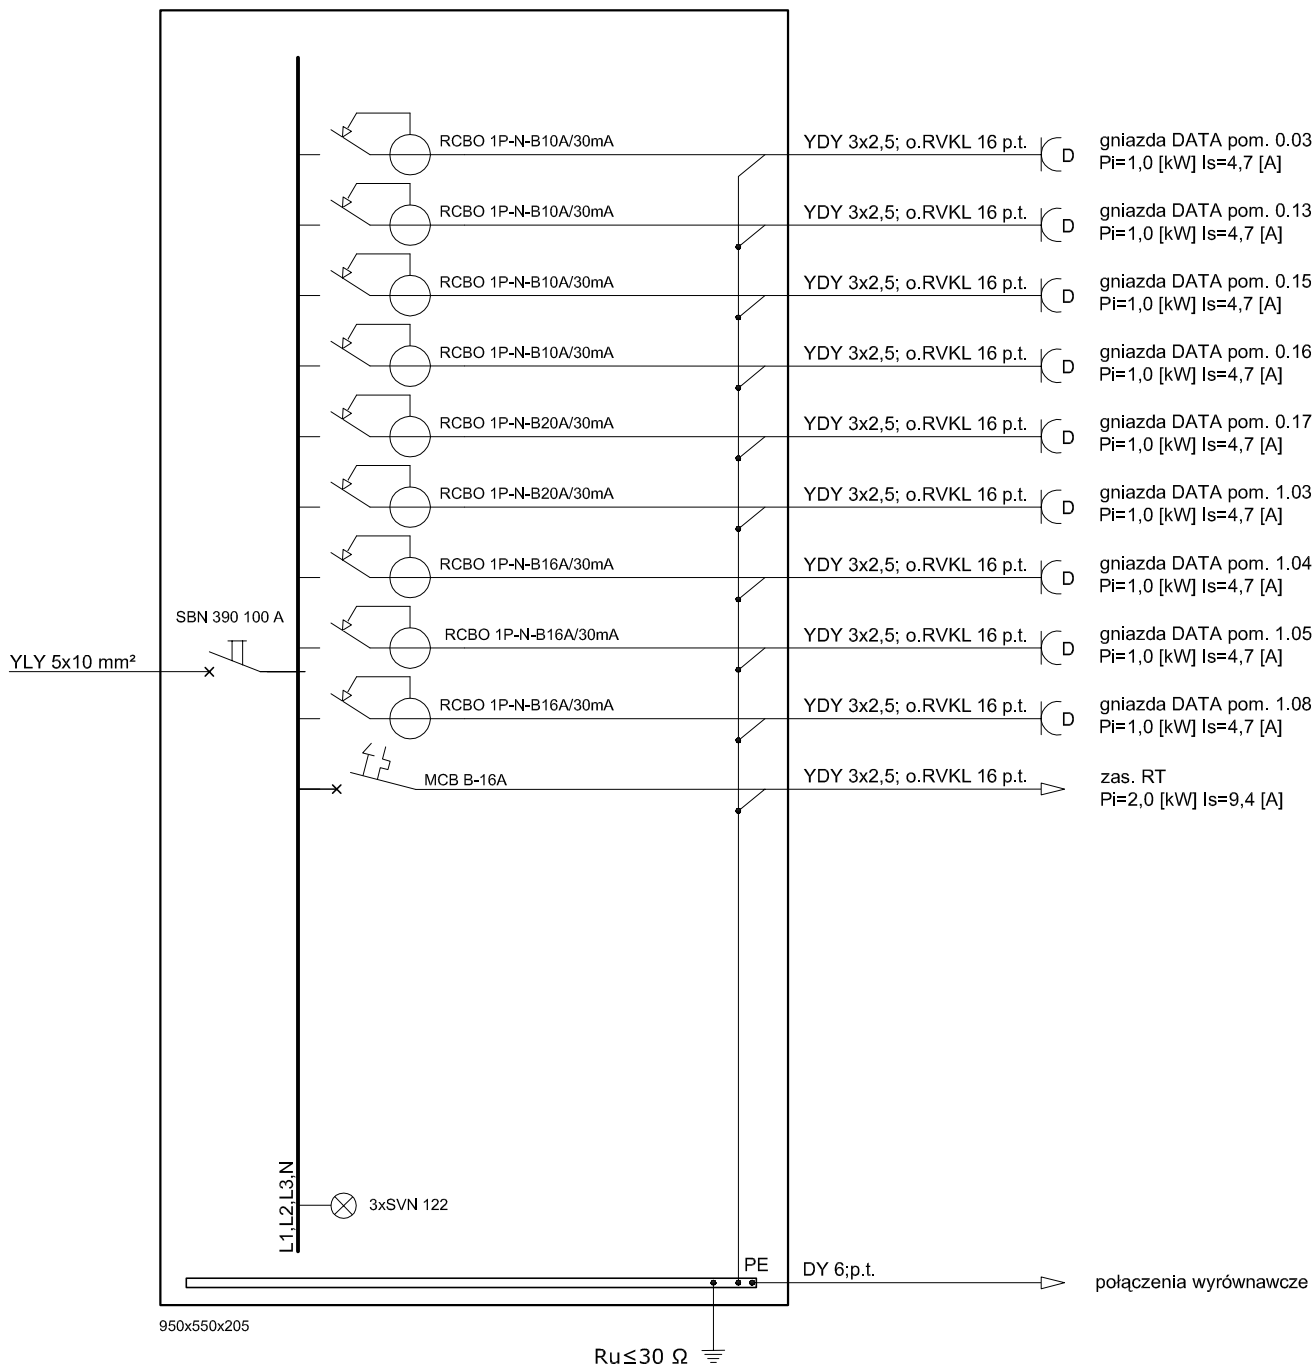 RCBO 1P-N-B10A/30mA
YDY 3x2,5; o.RVKL 16 p.t.
D
gniazda DATA pom. 0.03
Pi=1,0 [kW] Is=4,7 [A]
RCBO 1P-N-B10A/30mA
YDY 3x2,5; o.RVKL 16 p.t.
D
gniazda DATA pom. 0.13
Pi=1,0 [kW] Is=4,7 [A]
RCBO 1P-N-B10A/30mA
YDY 3x2,5; o.RVKL 16 p.t.
D
gniazda DATA pom. 0.15
Pi=1,0 [kW] Is=4,7 [A]
RCBO 1P-N-B10A/30mA
YDY 3x2,5; o.RVKL 16 p.t.
D
gniazda DATA pom. 0.16
Pi=1,0 [kW] Is=4,7 [A]
RCBO 1P-N-B20A/30mA
YDY 3x2,5; o.RVKL 16 p.t.
D
gniazda DATA pom. 0.17
Pi=1,0 [kW] Is=4,7 [A]
RCBO 1P-N-B20A/30mA
YDY 3x2,5; o.RVKL 16 p.t.
D
gniazda DATA pom. 1.03
Pi=1,0 [kW] Is=4,7 [A]
RCBO 1P-N-B16A/30mA
YDY 3x2,5; o.RVKL 16 p.t.
D
gniazda DATA pom. 1.04
Pi=1,0 [kW] Is=4,7 [A]
SBN 390 100 A
YLY 5x10 mm²
RCBO 1P-N-B16A/30mA
YDY 3x2,5; o.RVKL 16 p.t.
D
gniazda DATA pom. 1.05
Pi=1,0 [kW] Is=4,7 [A]
RCBO 1P-N-B16A/30mA
YDY 3x2,5; o.RVKL 16 p.t.
D
gniazda DATA pom. 1.08
Pi=1,0 [kW] Is=4,7 [A]
MCB B-16A
YDY 3x2,5; o.RVKL 16 p.t.
zas. RT
Pi=2,0 [kW] Is=9,4 [A]
L1,L2,L3,N
3xSVN 122
PE
DY 6;p.t.
połączenia wyrównawcze
950x550x205
Ru≤30 Ω